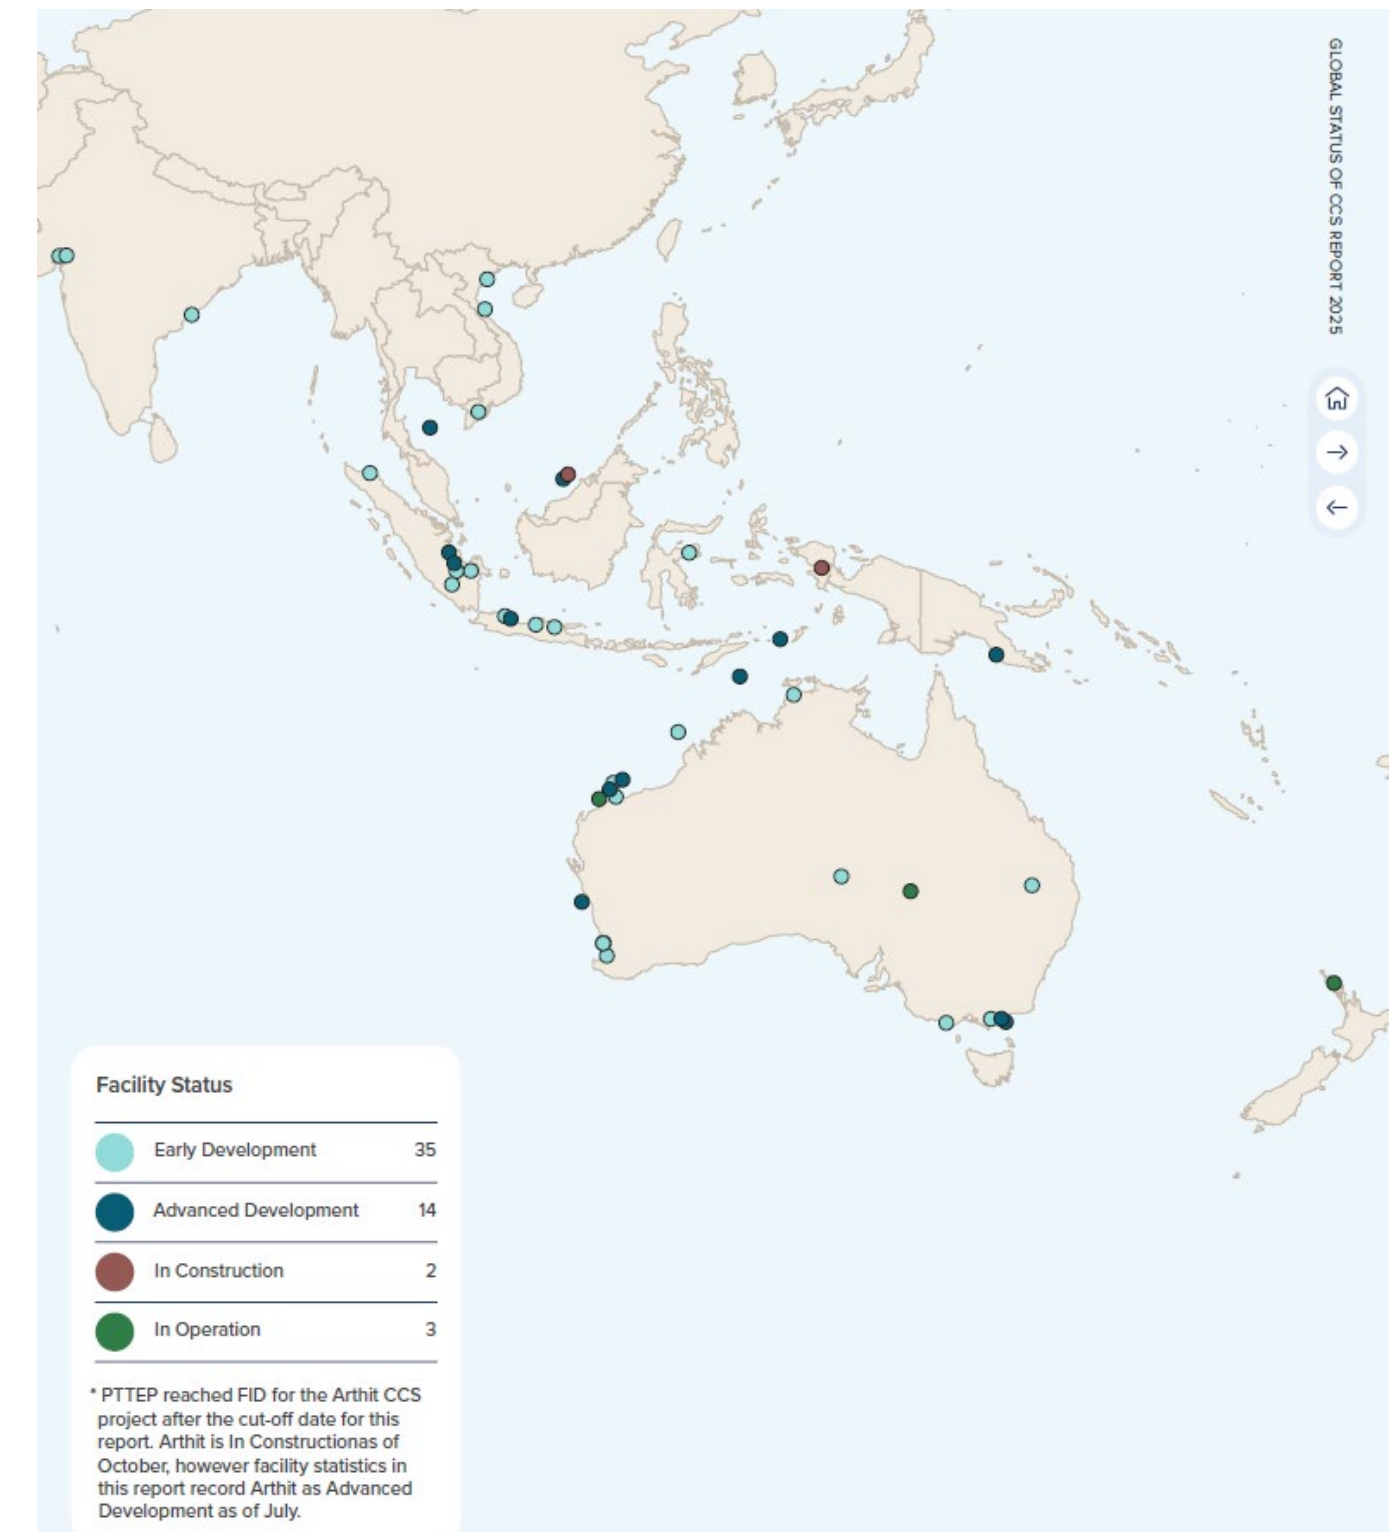 GLOBAL STATUS OF CCS REPORT 2025
Facility Status
Early Development 35
Advanced Development 14
In Construction 2
In Operation 3
* PTTEP reached FID for the Arthit CCS
project after the cut-off date for this
report. Arthit is In Constructionas of
October, however facility statistics in
this report record Arthit as Advanced
Development as of July.